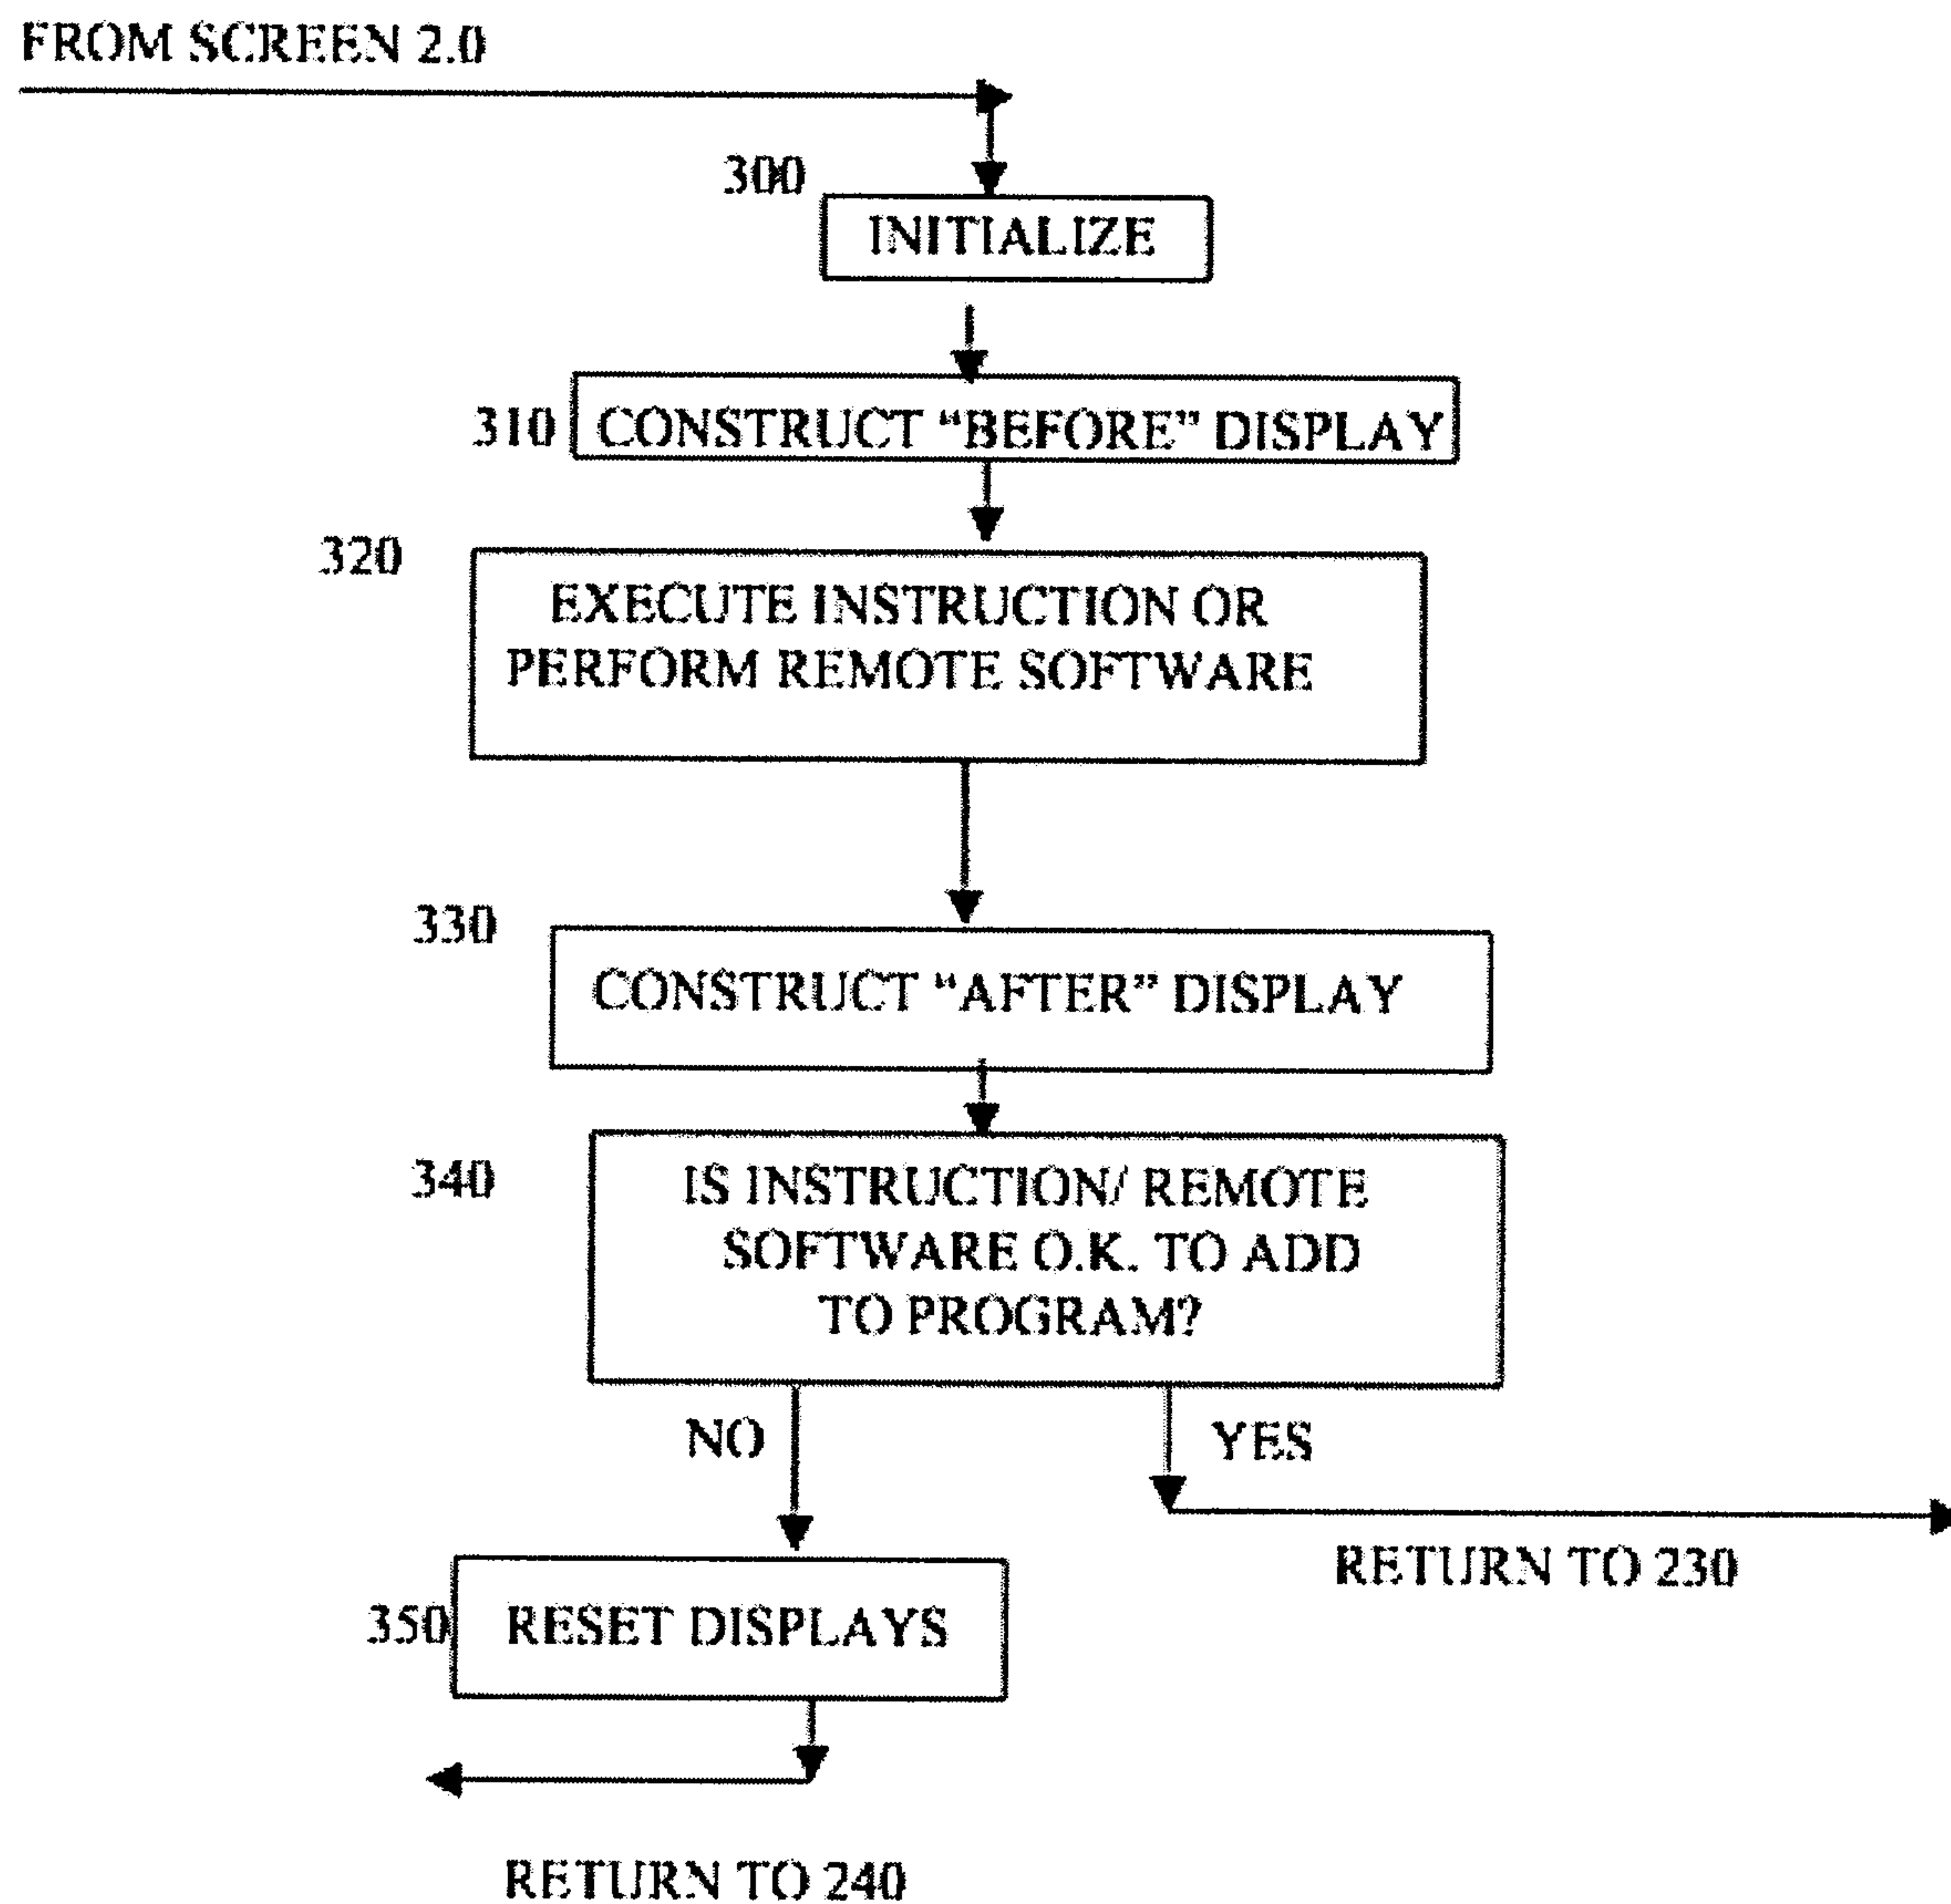 FROM SCREEN 2.0
300
INITIALIZE
310
CONSTRUCT “BEFORE” DISPLAY
320
EXECUTE INSTRUCTION OR
PERFORM REMOTE SOFTWARE
330
CONSTRUCT “AFTER” DISPLAY
340
IS INSTRUCTION/ REMOTE
SOFTWARE O.K. TO ADD
TO PROGRAM?
NO
YES
RETURN TO 230
350
RESET DISPLAYS
RETURN TO 240